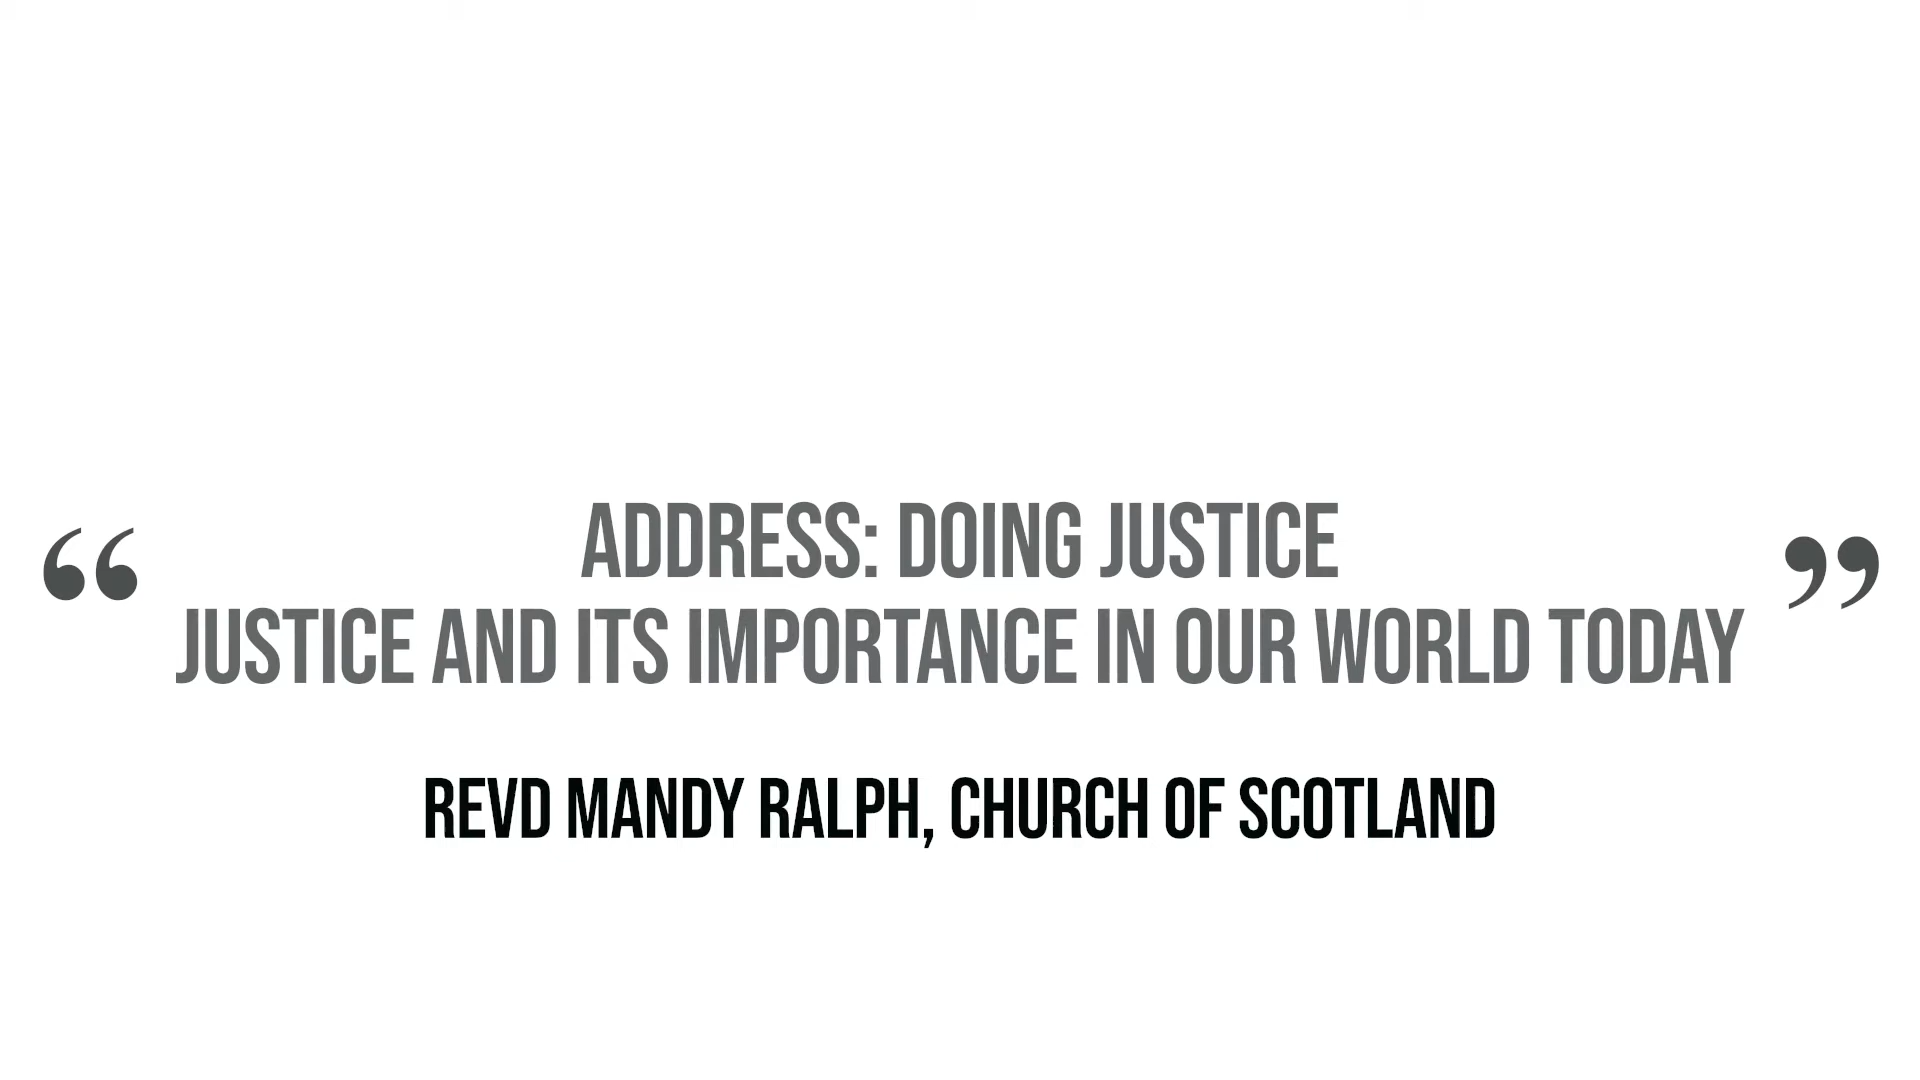 “ ADDRESS: DOING JUSTICE ”
JUSTICE AND ITS IMPORTANCE IN OUR WORLD TODAY
REVD MANDY RALPH, CHURCH OF SCOTLAND